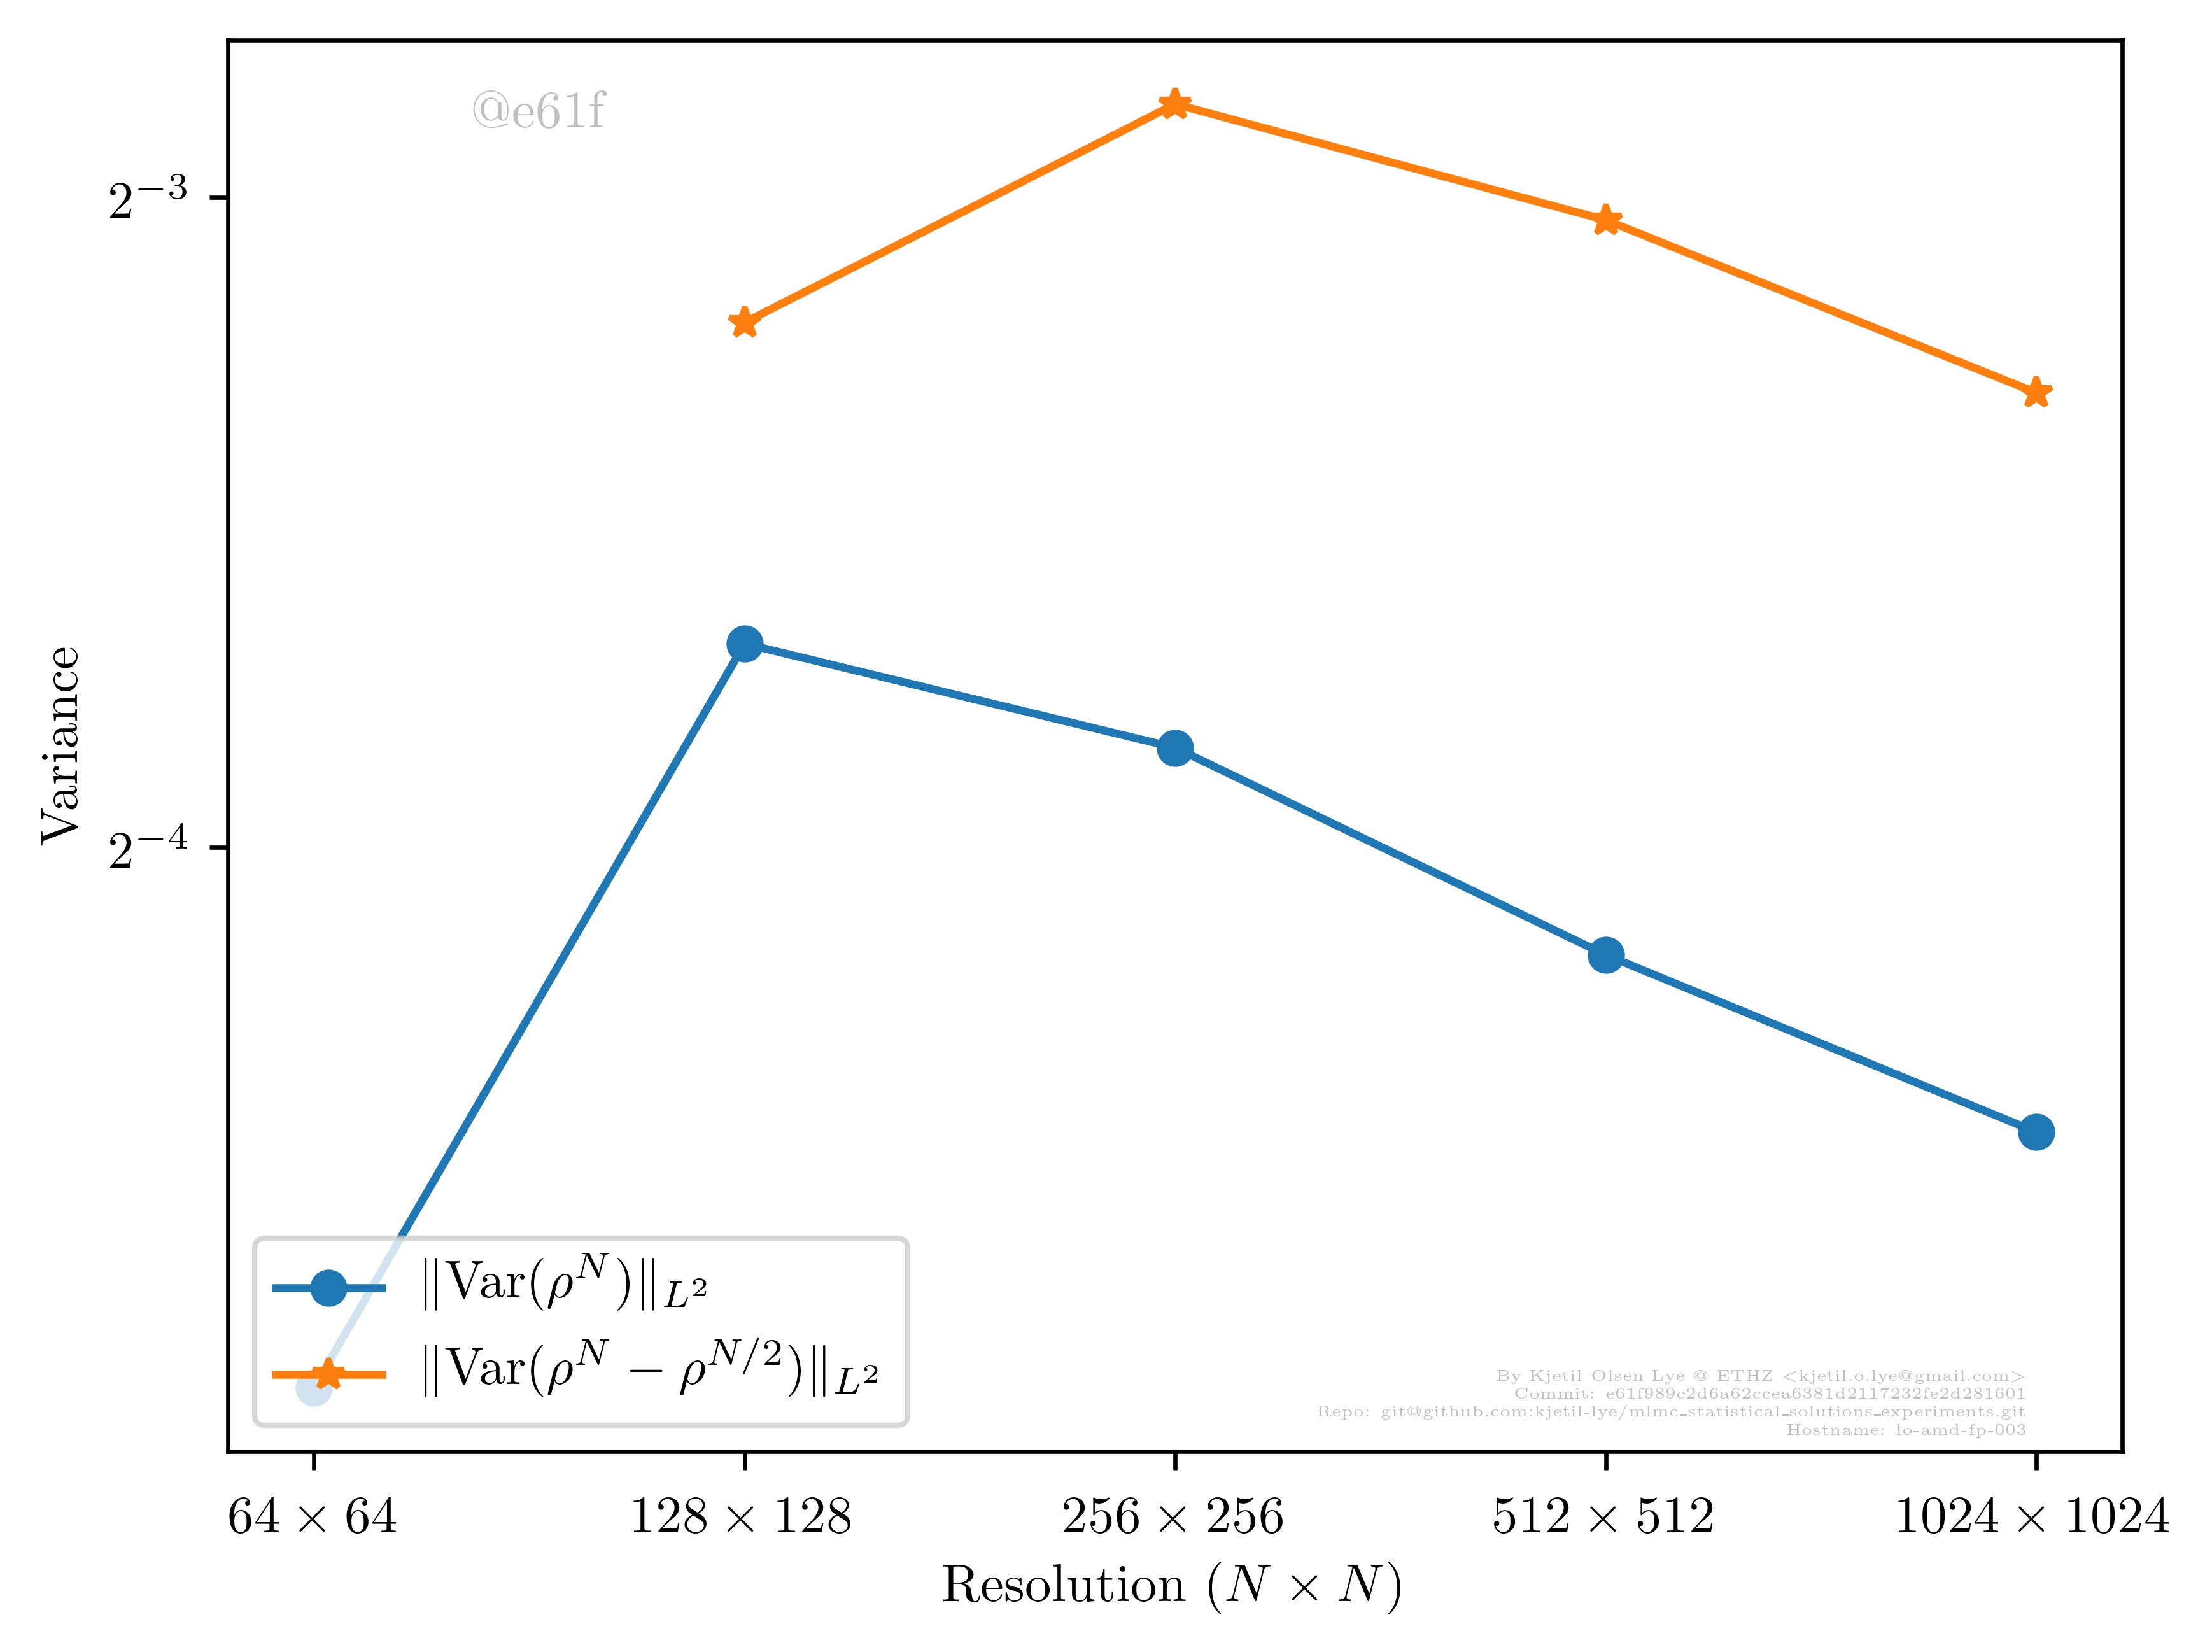 @e61f
2⁻³
Variance
2⁻⁴
‖Var(ρᴺ)‖_{L²}
‖Var(ρᴺ − ρ^{N/2})‖_{L²}
By Kjetil Olsen Lye @ ETHZ <kjetil.o.lye@gmail.com>
Commit: e61f989c2d6a62ccea6381d2117232fe2d281601
Repo: git@github.com:kjetil-lye/mlmc_statistical_solutions_experiments.git
Hostname: lo-amd-fp-003
64 × 64 128 × 128 256 × 256 512 × 512 1024 × 1024
Resolution (N × N)